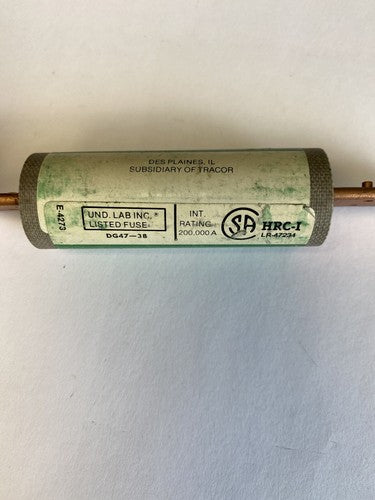 DES PLAINES, IL
SUBSIDIARY OF TRACOR
E-4273
UND. LAB INC.®
LISTED FUSE
DG47-38
INT.
RATING
200,000A
SA
HRC-I
LR-47234